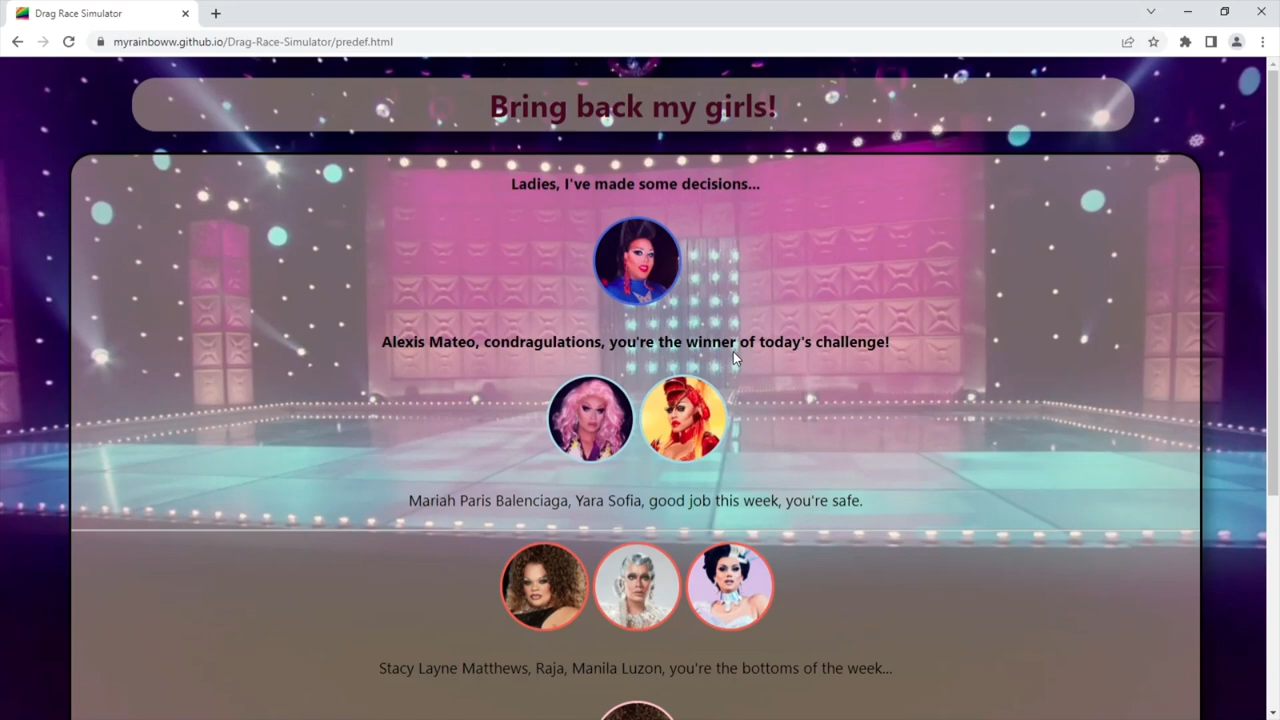 Drag Race Simulator
myrainboww.github.io/Drag-Race-Simulator/predef.html
Bring back my girls!
Ladies, I've made some decisions...
Alexis Mateo, condragulations, you're the winner of today's challenge!
Mariah Paris Balenciaga, Yara Sofia, good job this week, you're safe.
Stacy Layne Matthews, Raja, Manila Luzon, you're the bottoms of the week...